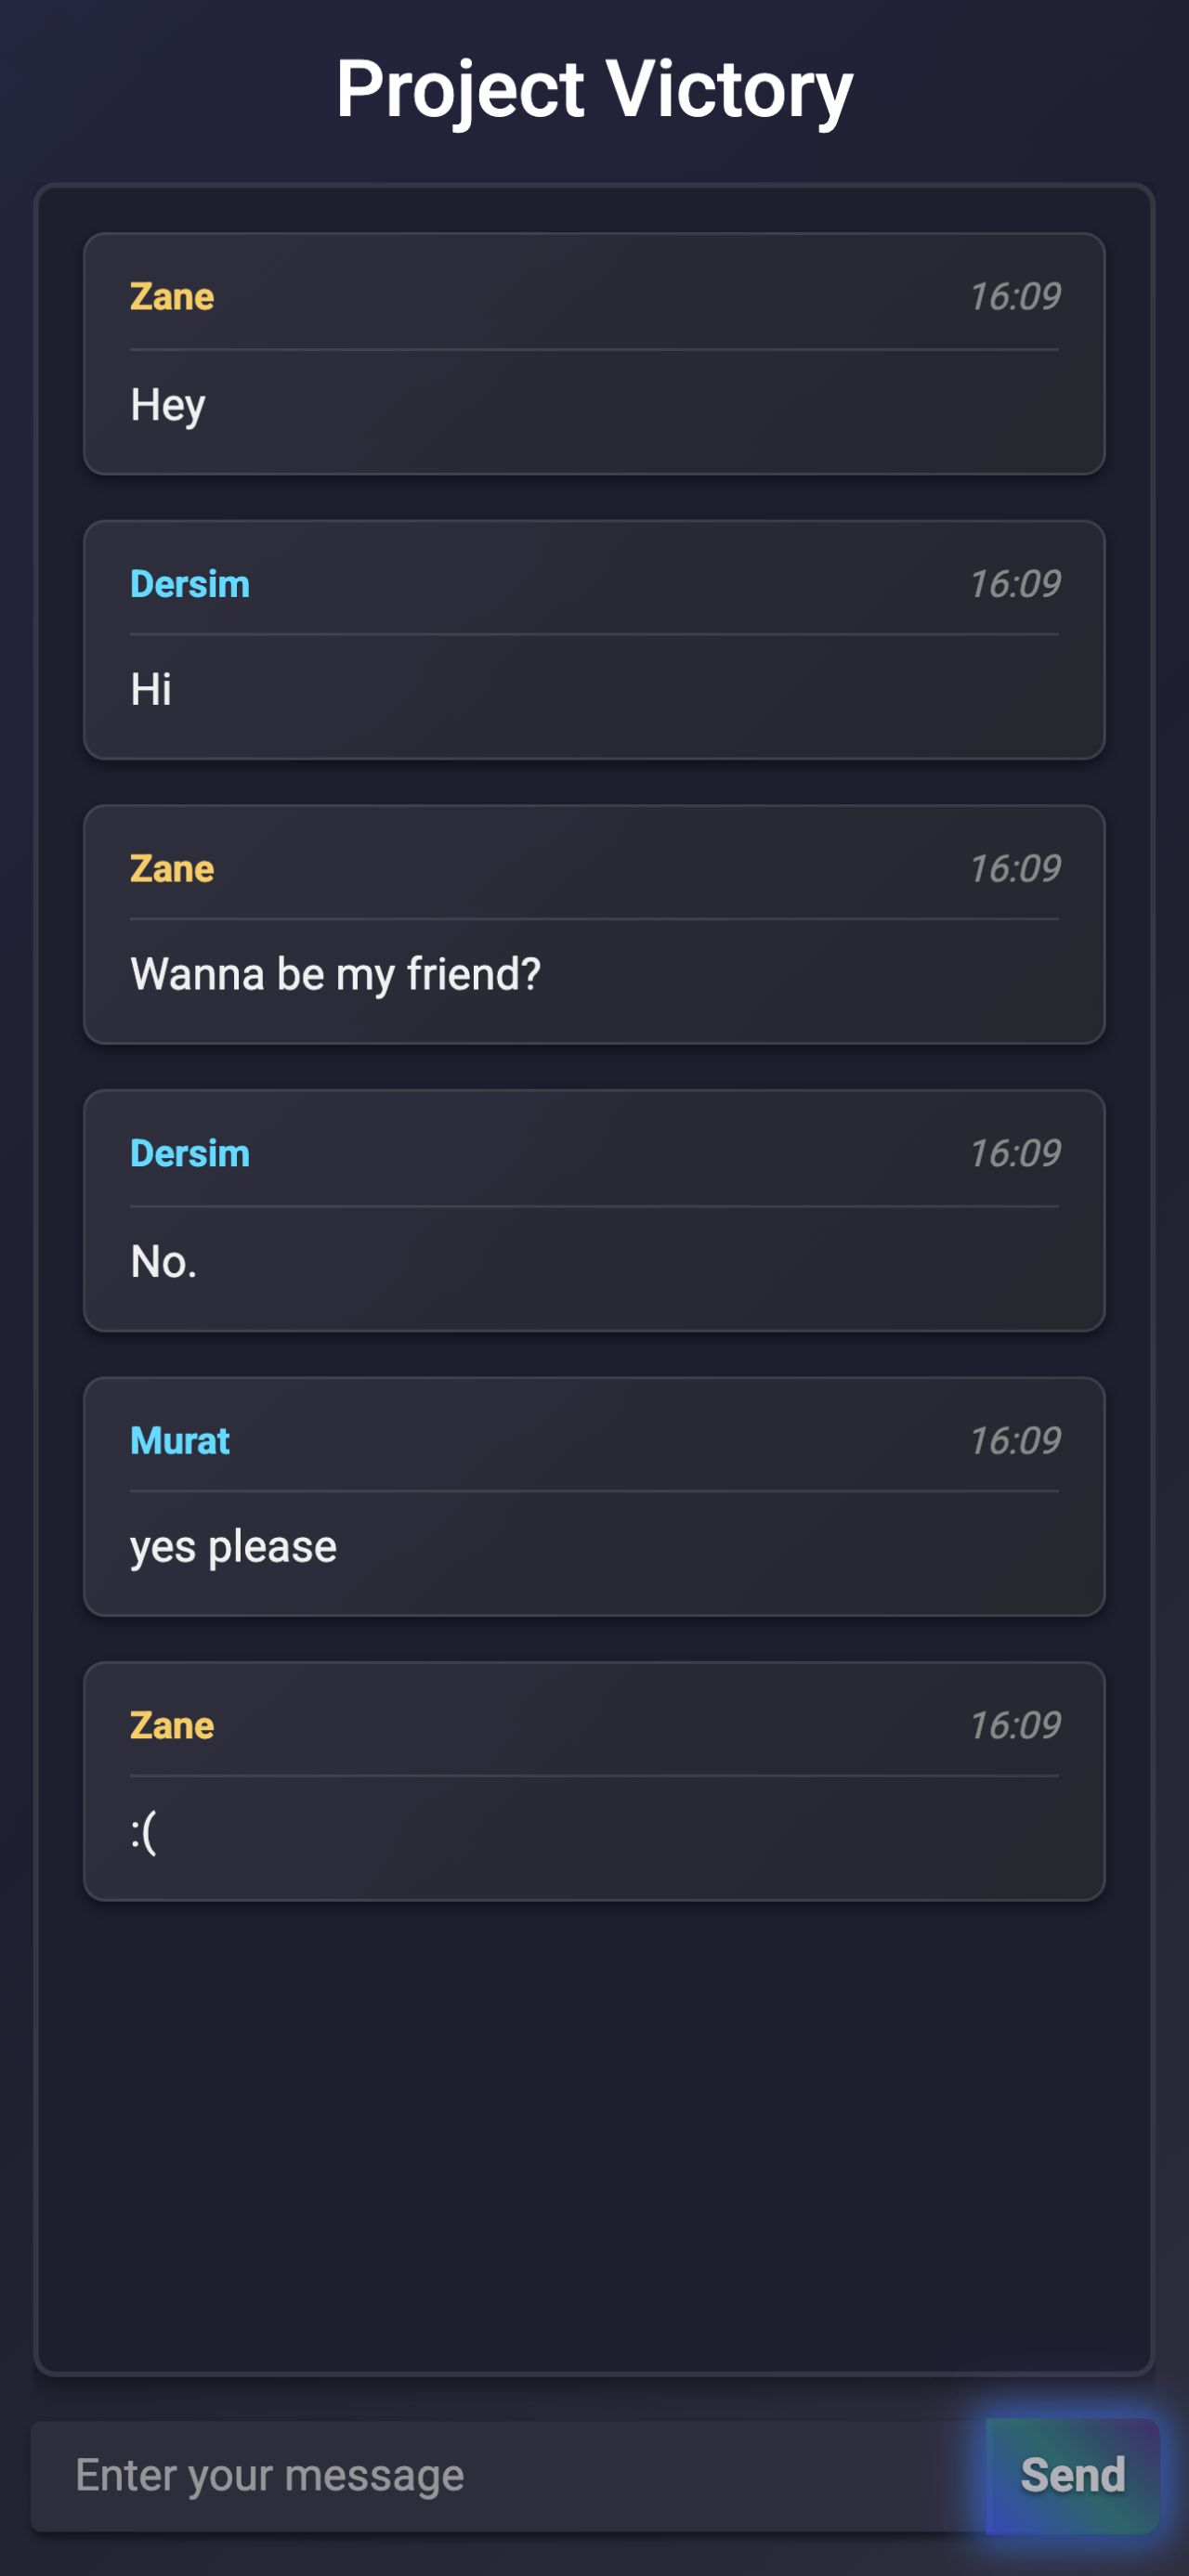 Project Victory
Zane 16:09
Hey
Dersim 16:09
Hi
Zane 16:09
Wanna be my friend?
Dersim 16:09
No.
Murat 16:09
yes please
Zane 16:09
:(
Enter your message Send